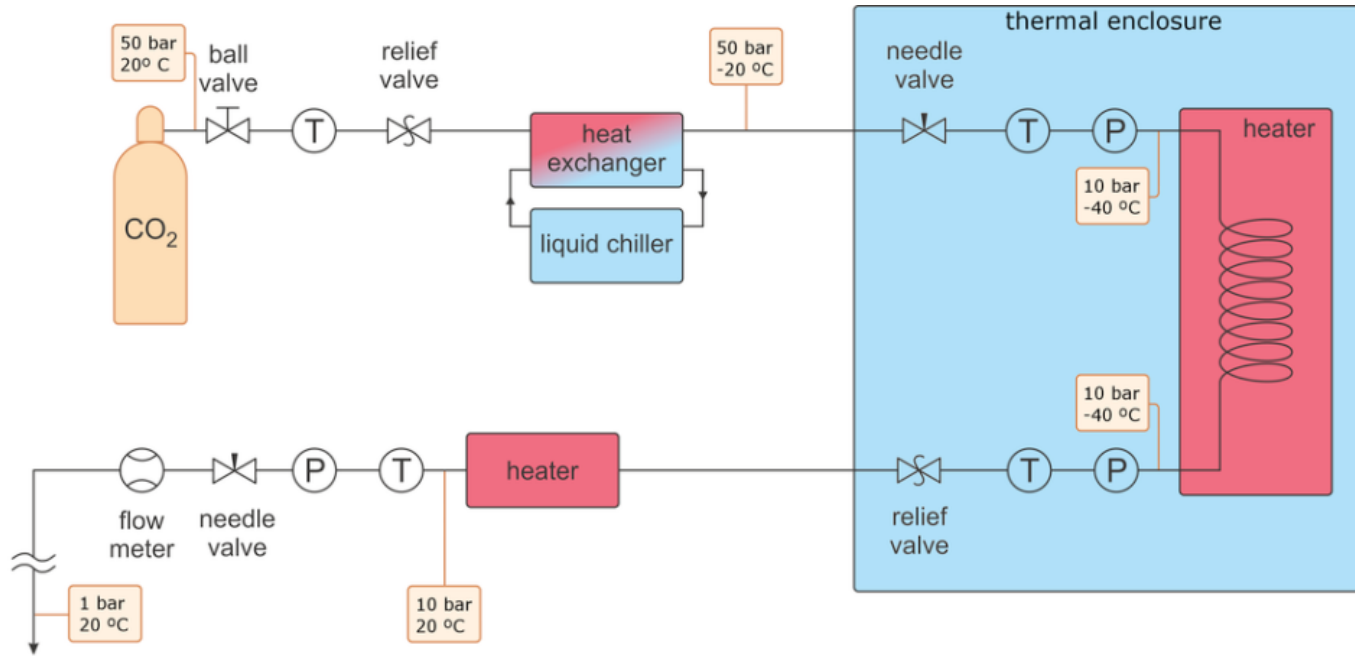 thermal enclosure
50 bar
20º C
ball
valve
relief
valve
50 bar
-20 ºC
needle
valve
T
heat
exchanger
T
P
heater
10 bar
-40 ºC
CO2
liquid chiller
10 bar
-40 ºC
P
T
heater
T
P
flow
meter
needle
valve
relief
valve
1 bar
20 ºC
10 bar
20 ºC